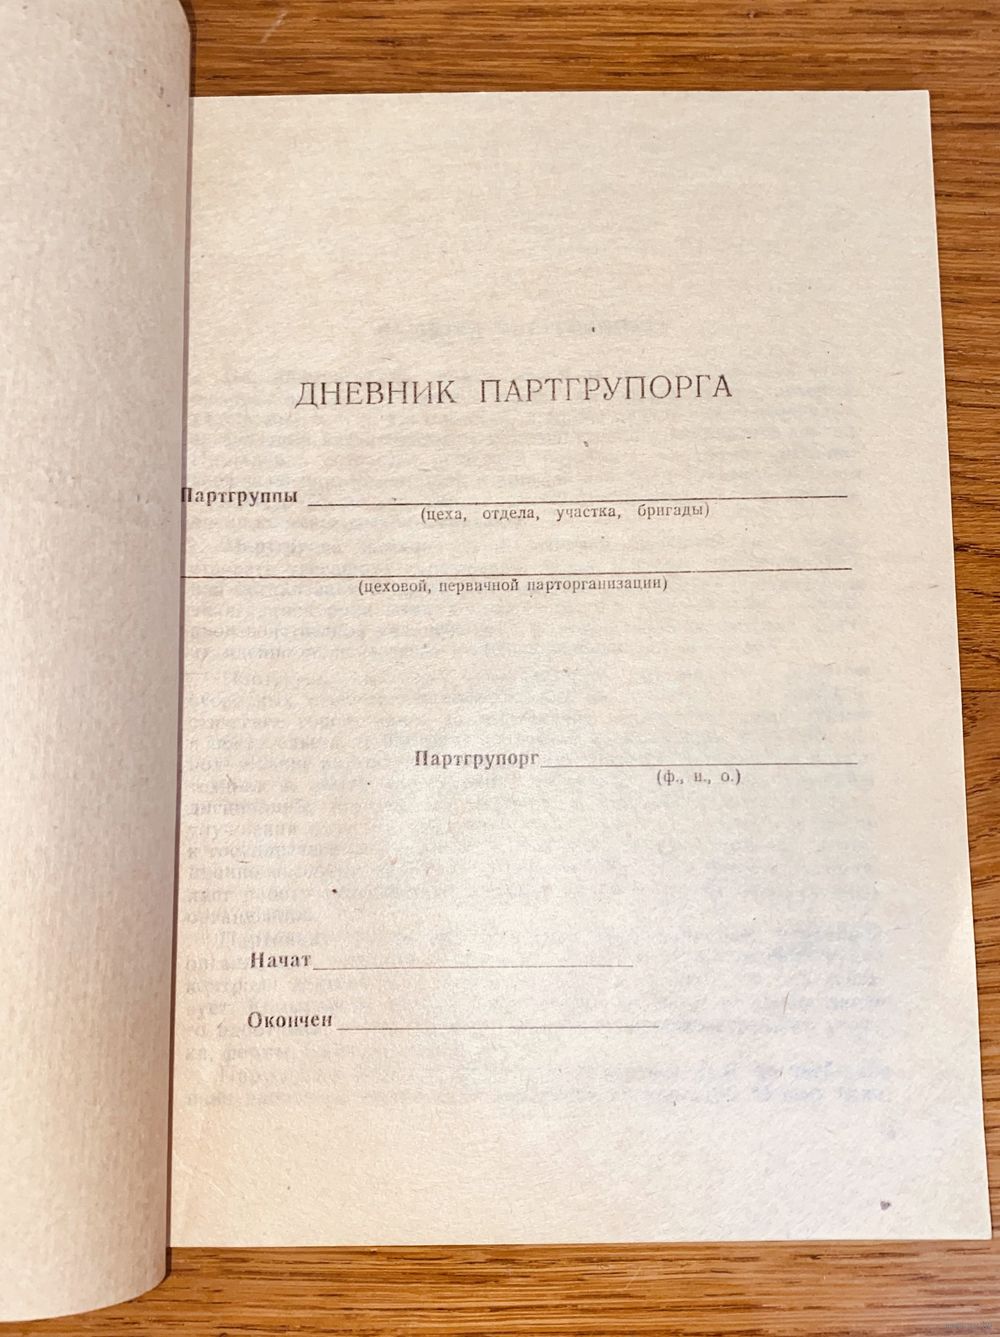 ДНЕВНИК ПАРТГРУПОРГА
Партгруппы
(цеха, отдела, участка, бригады)
(цеховой, первичной парторганизации)
Партгрупорг
(ф., и., о.)
Начат
Окончен